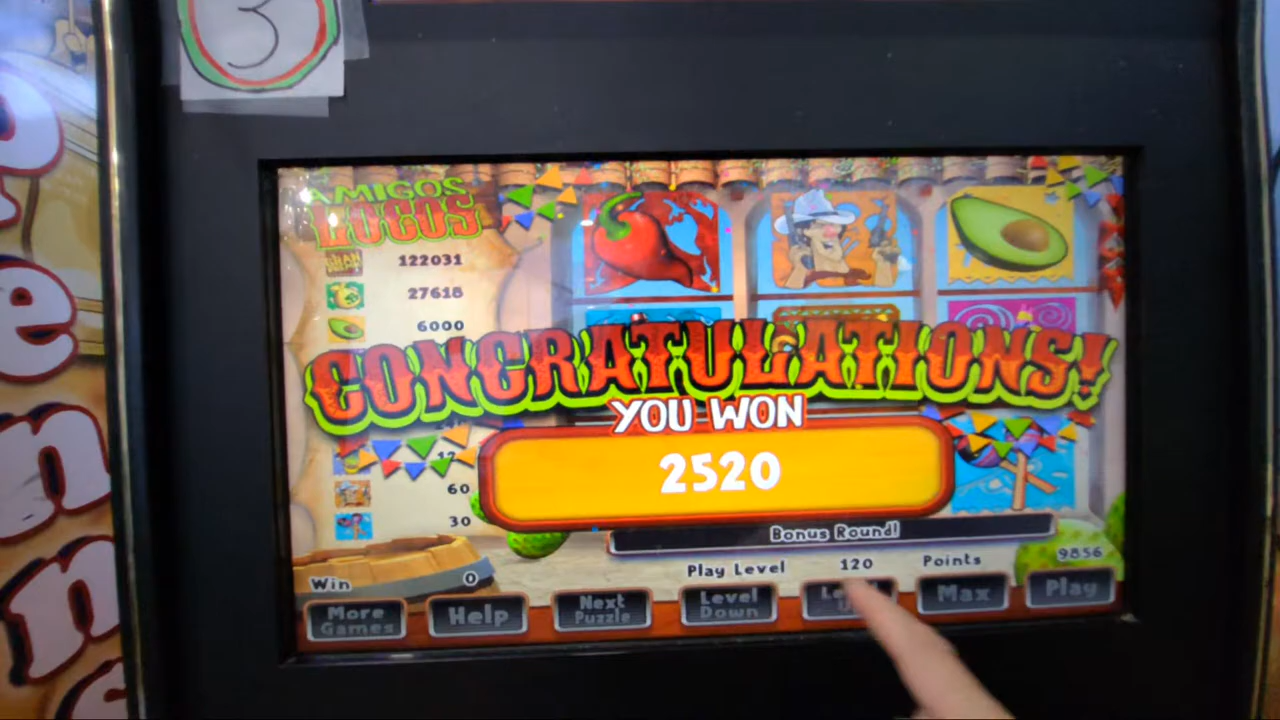 3
AMIGOS
LOCOS
122031
27618
6000
CONGRATULATIONS!
YOU WON
2520
60
30
Bonus Round!
Play Level 120 Points 9856
Win 0
More Games
Help
Next Puzzle
Level Down
Max
Play